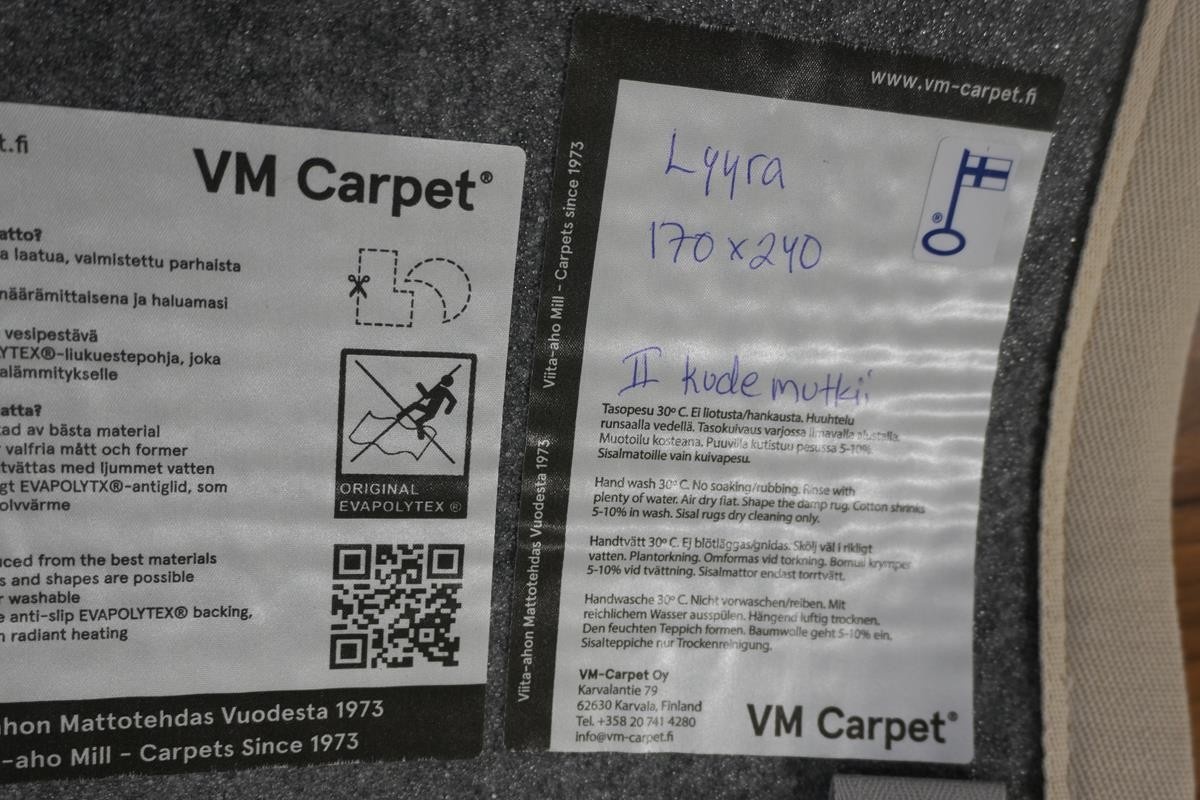 t.fi
VM Carpet®
atto?
a laatua, valmistettu parhaista
määrämittaisena ja haluamasi
vesipestävä
YTEX®-liukuestepohja, joka
alämmitykselle
atta?
kad av bästa material
valfria mått och former
tvättas med ljummet vatten
gt EVAPOLYTX®-antiglid, som
olvvärme
uced from the best materials
s and shapes are possible
r washable
e anti-slip EVAPOLYTEX® backing,
n radiant heating
ORIGINAL
EVAPOLYTEX ®
ahon Mattotehdas Vuodesta 1973
-aho Mill - Carpets Since 1973
Viita-aho Mill - Carpets since 1973
Viita-ahon Mattotehdas Vuodesta 1973
www.vm-carpet.fi
Lyyra
170 x 240
II kude mutkii
®
Tasopesu 30º C. Ei liotusta/hankausta. Huuhtelu
runsaalla vedellä. Tasokuivaus varjossa ilmavalla alustalla.
Muotoilu kosteana. Puuvilla kutistuu pesussa 5-10%.
Sisalmatoille vain kuivapesu.
Hand wash 30º C. No soaking/rubbing. Rinse with
plenty of water. Air dry flat. Shape the damp rug. Cotton shrinks
5-10% in wash. Sisal rugs dry cleaning only.
Handtvätt 30º C. Ej blötläggas/gnidas. Skölj väl i rikligt
vatten. Plantorkning. Omformas vid torkning. Bomull krymper
5-10% vid tvättning. Sisalmattor endast torrtvätt.
Handwasche 30º C. Nicht vorwaschen/reiben. Mit
reichlichem Wasser ausspülen. Hängend luftig trocknen.
Den feuchten Teppich formen. Baumwolle geht 5-10% ein.
Sisalteppiche nur Trockenreinigung.
VM-Carpet Oy
Karvalantie 79
62630 Karvala, Finland
Tel. +358 20 741 4280
info@vm-carpet.fi
VM Carpet®